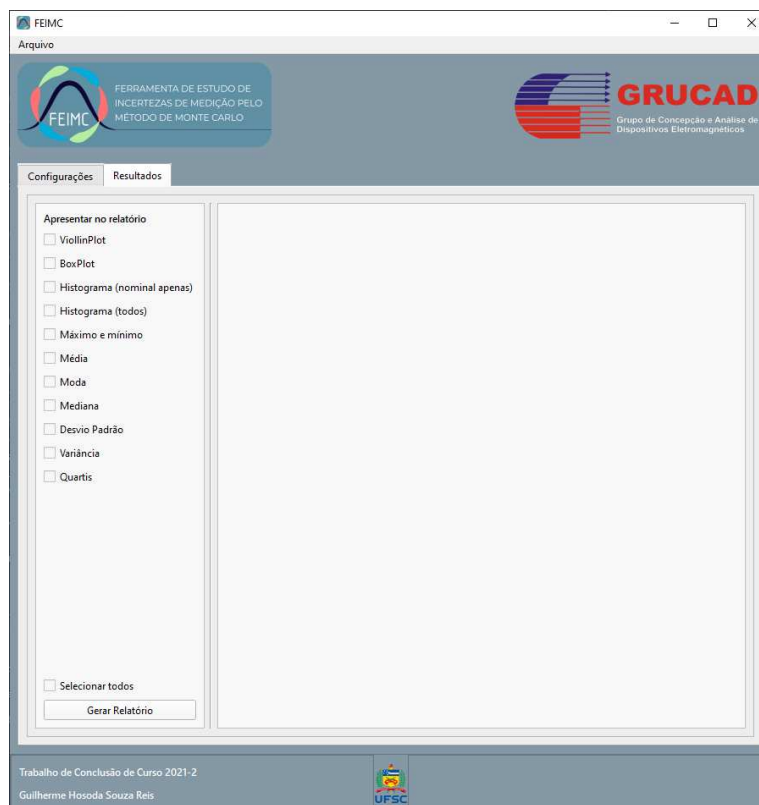 FEIMC
Arquivo
FEIMC
FERRAMENTA DE ESTUDO DE
INCERTEZAS DE MEDIÇÃO PELO
MÉTODO DE MONTE CARLO
GRUCAD
Grupo de Concepção e Análise de
Dispositivos Eletromagnéticos
Configurações
Resultados
Apresentar no relatório
ViollinPlot
BoxPlot
Histograma (nominal apenas)
Histograma (todos)
Máximo e mínimo
Média
Moda
Mediana
Desvio Padrão
Variância
Quartis
Selecionar todos
Gerar Relatório
Trabalho de Conclusão de Curso 2021-2
Guilherme Hosoda Souza Reis
UFSC